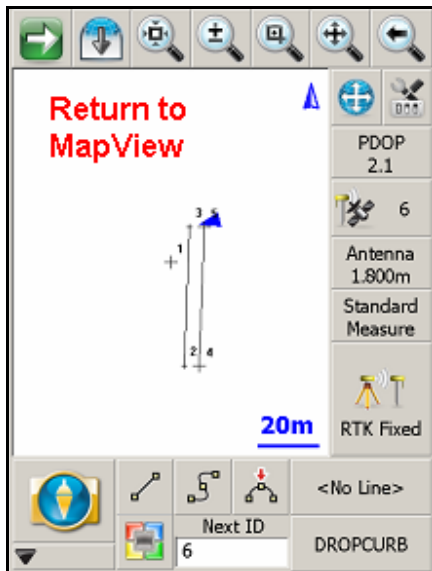 Return to
MapView
PDOP
2.1
6
Antenna
1.800m
Standard
Measure
RTK Fixed
3 5
1
2 4
20m
<No Line>
Next ID
6
DROPCURB